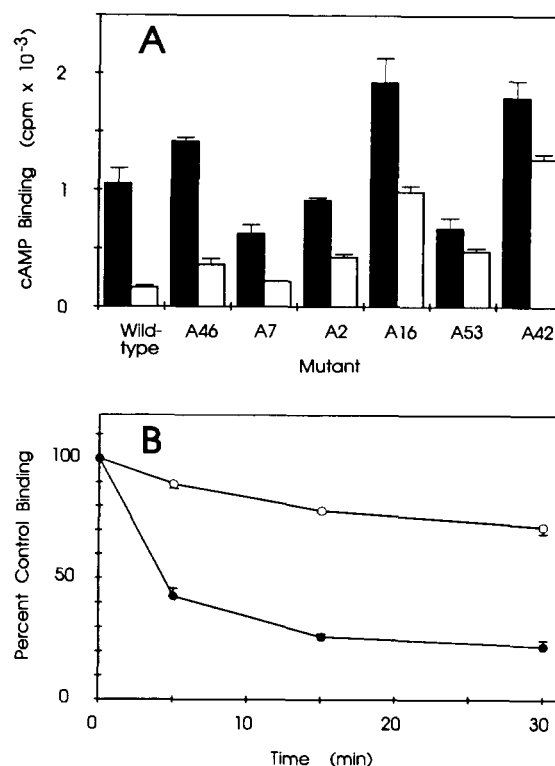 A
cAMP Binding (cpm x 10⁻³)
2
1
0
Wild-type
A46
A7
A2
A16
A53
A42
Mutant
B
Percent Control Binding
100
50
0
0
10
20
30
Time (min)